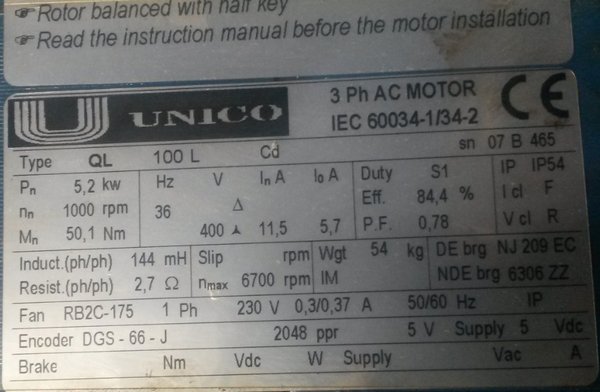 ☞Rotor balanced with half key
☞Read the instruction manual before the motor installation
UNICO 3 Ph AC MOTOR CE
IEC 60034-1/34-2
sn 07 B 465
Type QL 100 L Cd
Pn 5,2 kw Hz V In A I0 A Duty S1 IP IP54
nn 1000 rpm 36 Δ Eff. 84,4 % I cl F
Mn 50,1 Nm 400 ⅄ 11,5 5,7 P.F. 0,78 V cl R
Induct.(ph/ph) 144 mH Slip rpm Wgt 54 kg DE brg NJ 209 EC
Resist.(ph/ph) 2,7 Ω nmax 6700 rpm IM NDE brg 6306 ZZ
Fan RB2C-175 1 Ph 230 V 0,3/0,37 A 50/60 Hz IP
Encoder DGS - 66 - J 2048 ppr 5 V Supply 5 Vdc
Brake Nm Vdc W Supply Vac A